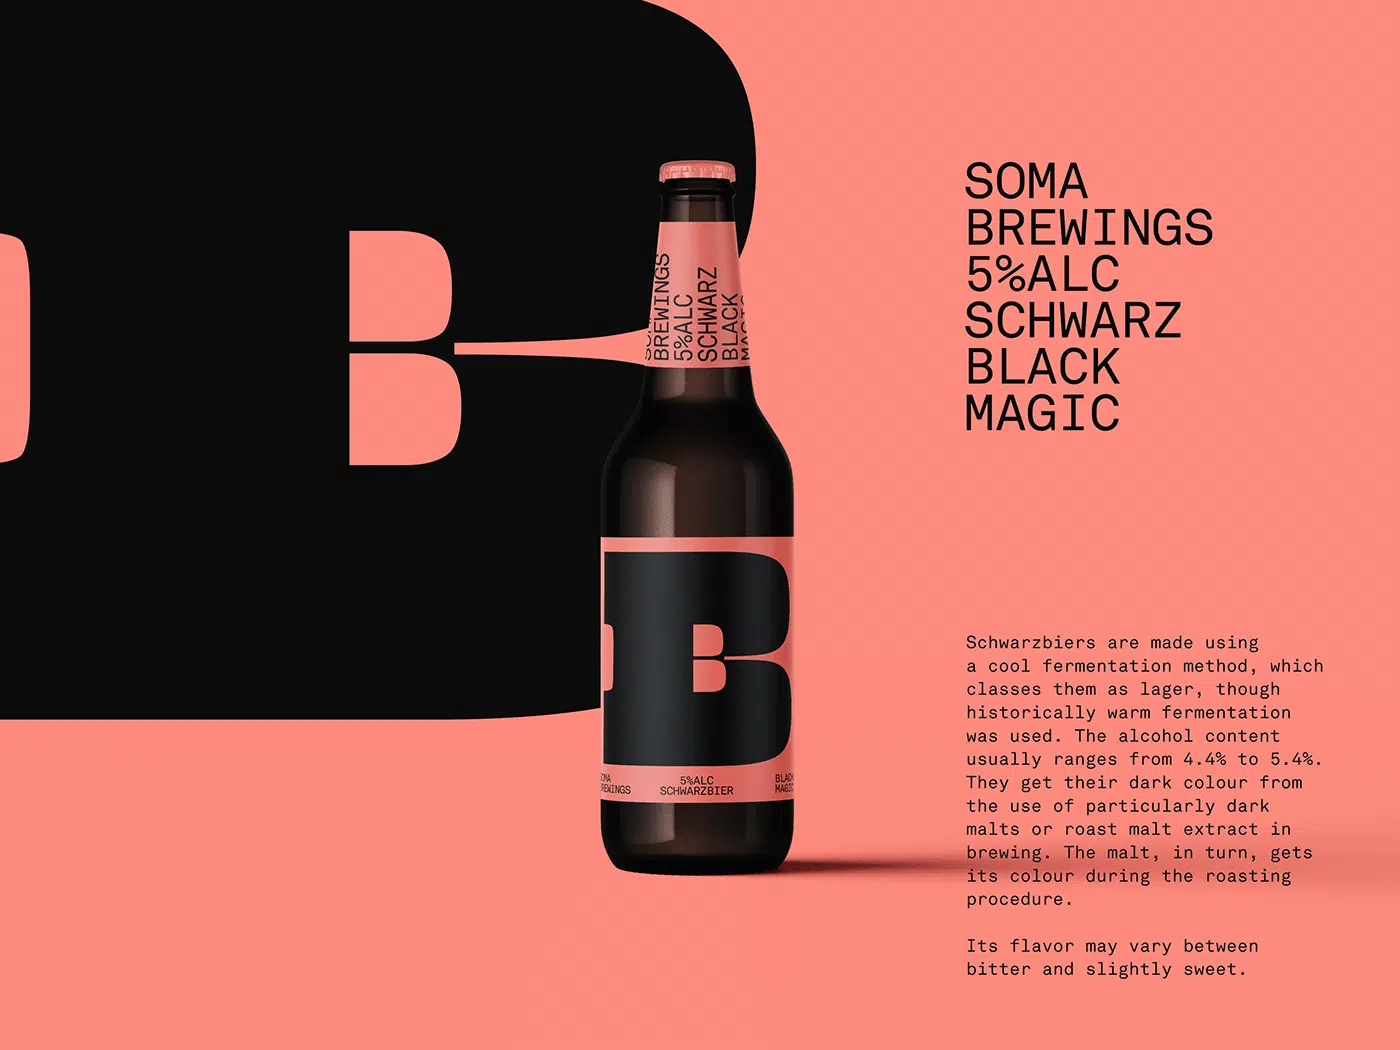 SOMA
BREWINGS
5%ALC
SCHWARZ
BLACK
MAGIC
BREWINGS
5%ALC
SCHWARZ
BLACK
B
5%ALC
SCHWARZBIER
BLACK
MAGIC
B
Schwarzbiers are made using
a cool fermentation method, which
classes them as lager, though
historically warm fermentation
was used. The alcohol content
usually ranges from 4.4% to 5.4%.
They get their dark colour from
the use of particularly dark
malts or roast malt extract in
brewing. The malt, in turn, gets
its colour during the roasting
procedure.
Its flavor may vary between
bitter and slightly sweet.